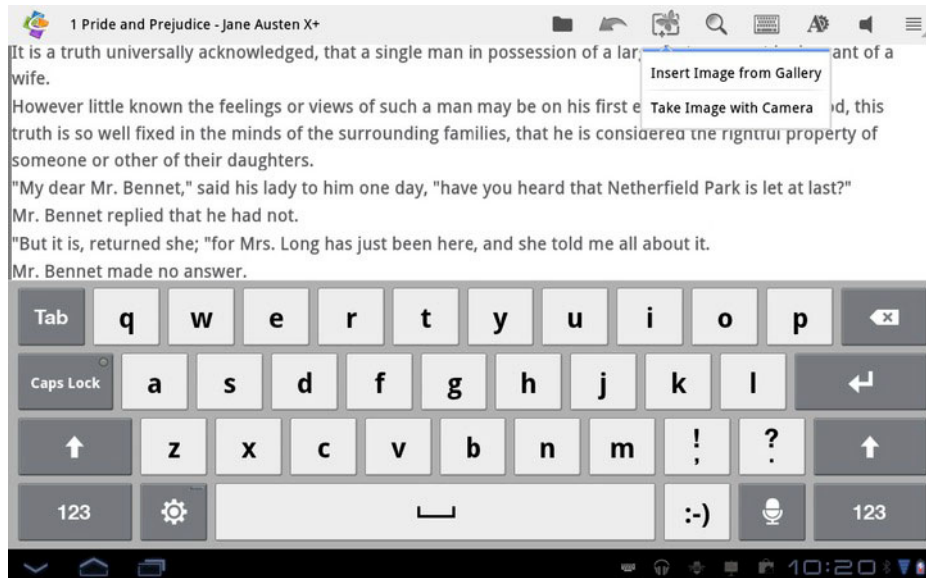 1 Pride and Prejudice - Jane Austen X+
It is a truth universally acknowledged, that a single man in possession of a ant of a
Insert Image from Gallery
wife.
However little known the feelings or views of such a man may be on his first this
Take Image with Camera
truth is so well fixed in the minds of the surrounding families, that he is considered the rightful property of
someone or other of their daughters.
"My dear Mr. Bennet," said his lady to him one day, "have you heard that Netherfield Park is let at last?"
Mr. Bennet replied that he had not.
"But it is, returned she; "for Mrs. Long has just been here, and she told me all about it.
Mr. Bennet made no answer.
Tab q w e r t y u i o p
Caps Lock a s d f g h j k l
z x c v b n m ! , ? .
123 :-) 123
10:20